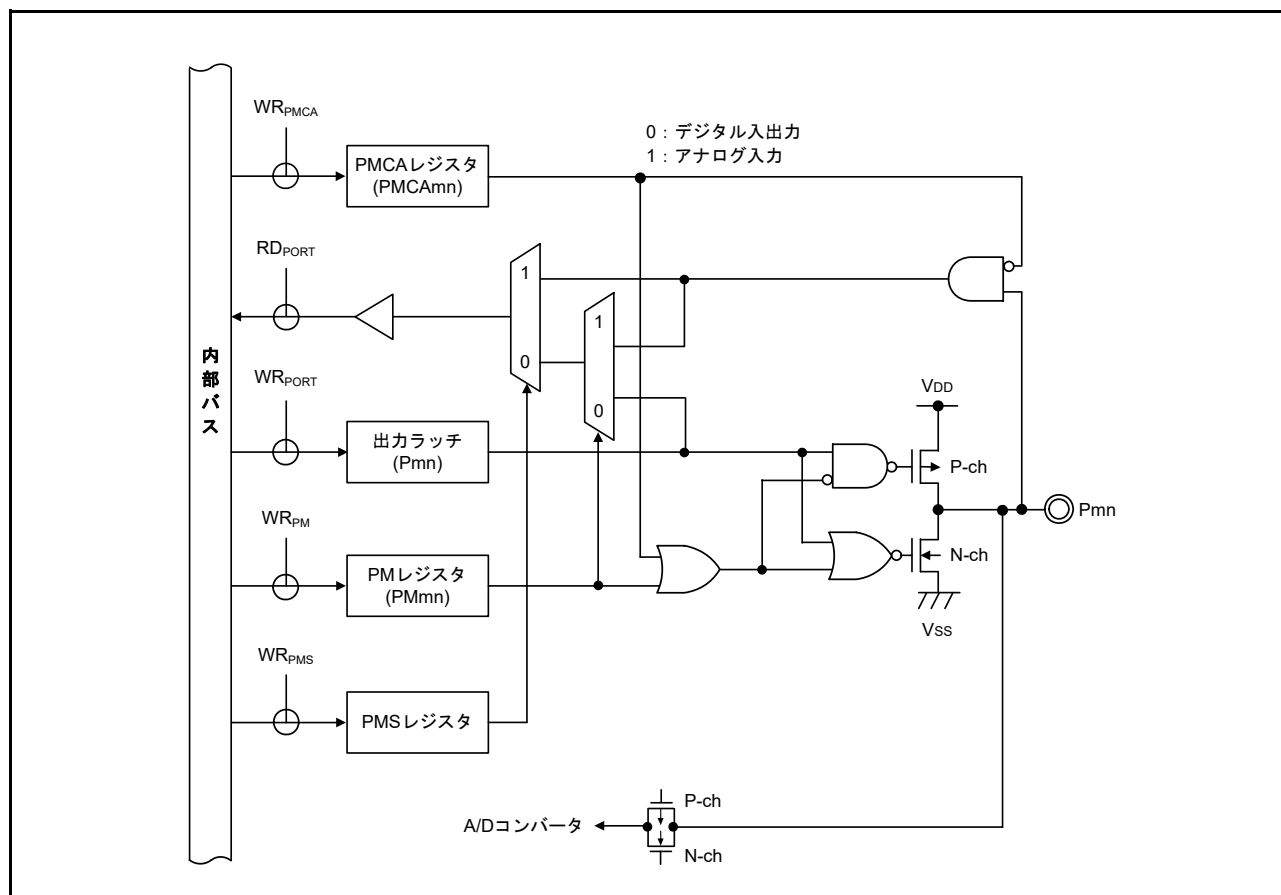 WRPMCA
PMCAレジスタ
(PMCAmn)
0：デジタル入出力
1：アナログ入力
RDPORT
1
0
1
0
内部バス
WRPORT
出力ラッチ
(Pmn)
VDD
P-ch
Pmn
N-ch
VSS
WRPM
PMレジスタ
(PMmn)
WRPMS
PMSレジスタ
P-ch
A/Dコンバータ
N-ch